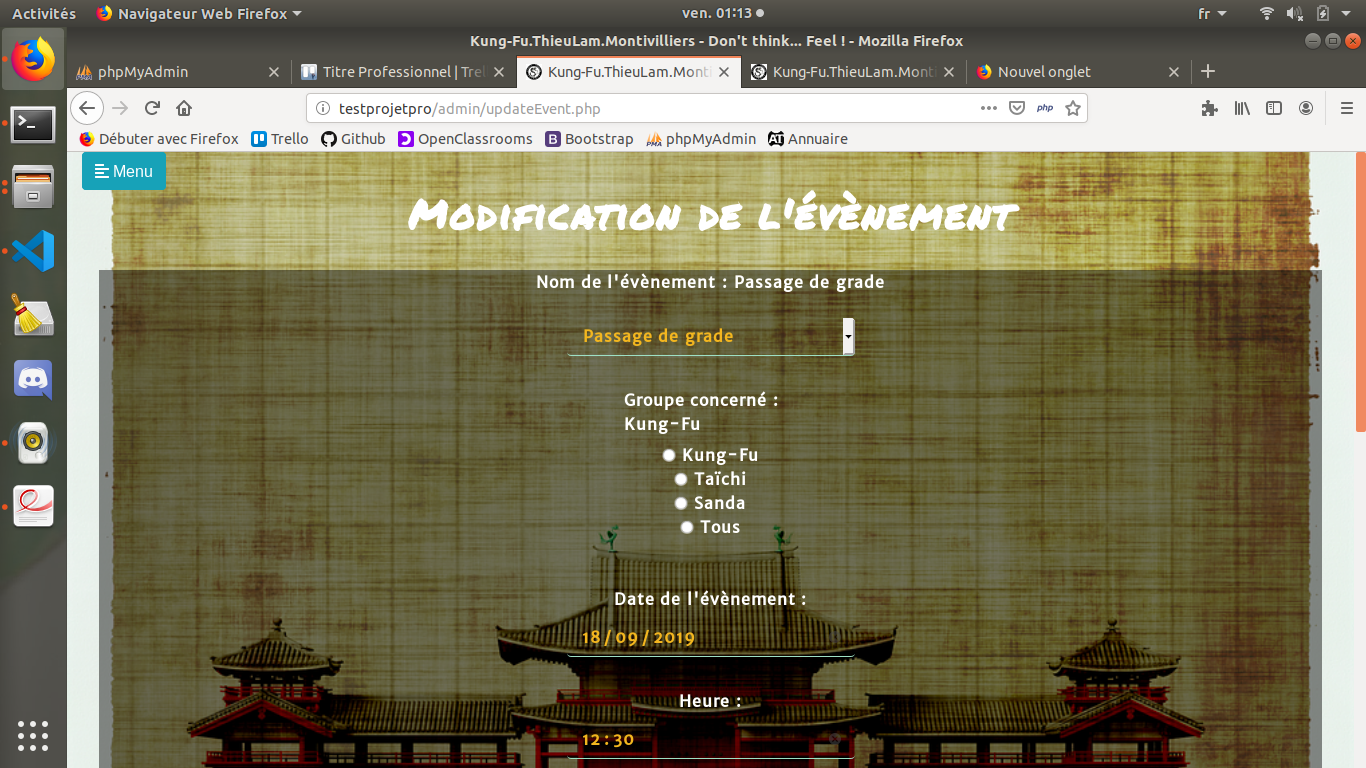 Activités Navigateur Web Firefox ven. 01:13 fr
Kung-Fu.ThieuLam.Montivilliers - Don't think... Feel ! - Mozilla Firefox
phpMyAdmin Titre Professionnel | Trel Kung-Fu.ThieuLam.Monti Kung-Fu.ThieuLam.Monti Nouvel onglet
testprojetpro/admin/updateEvent.php php
Débuter avec Firefox Trello Github OpenClassrooms Bootstrap phpMyAdmin Annuaire
Menu
Modification de l'évènement
Nom de l'évènement : Passage de grade
Passage de grade
Groupe concerné :
Kung-Fu
Kung-Fu
Taïchi
Sanda
Tous
Date de l'évènement :
18/09/2019
Heure :
12:30